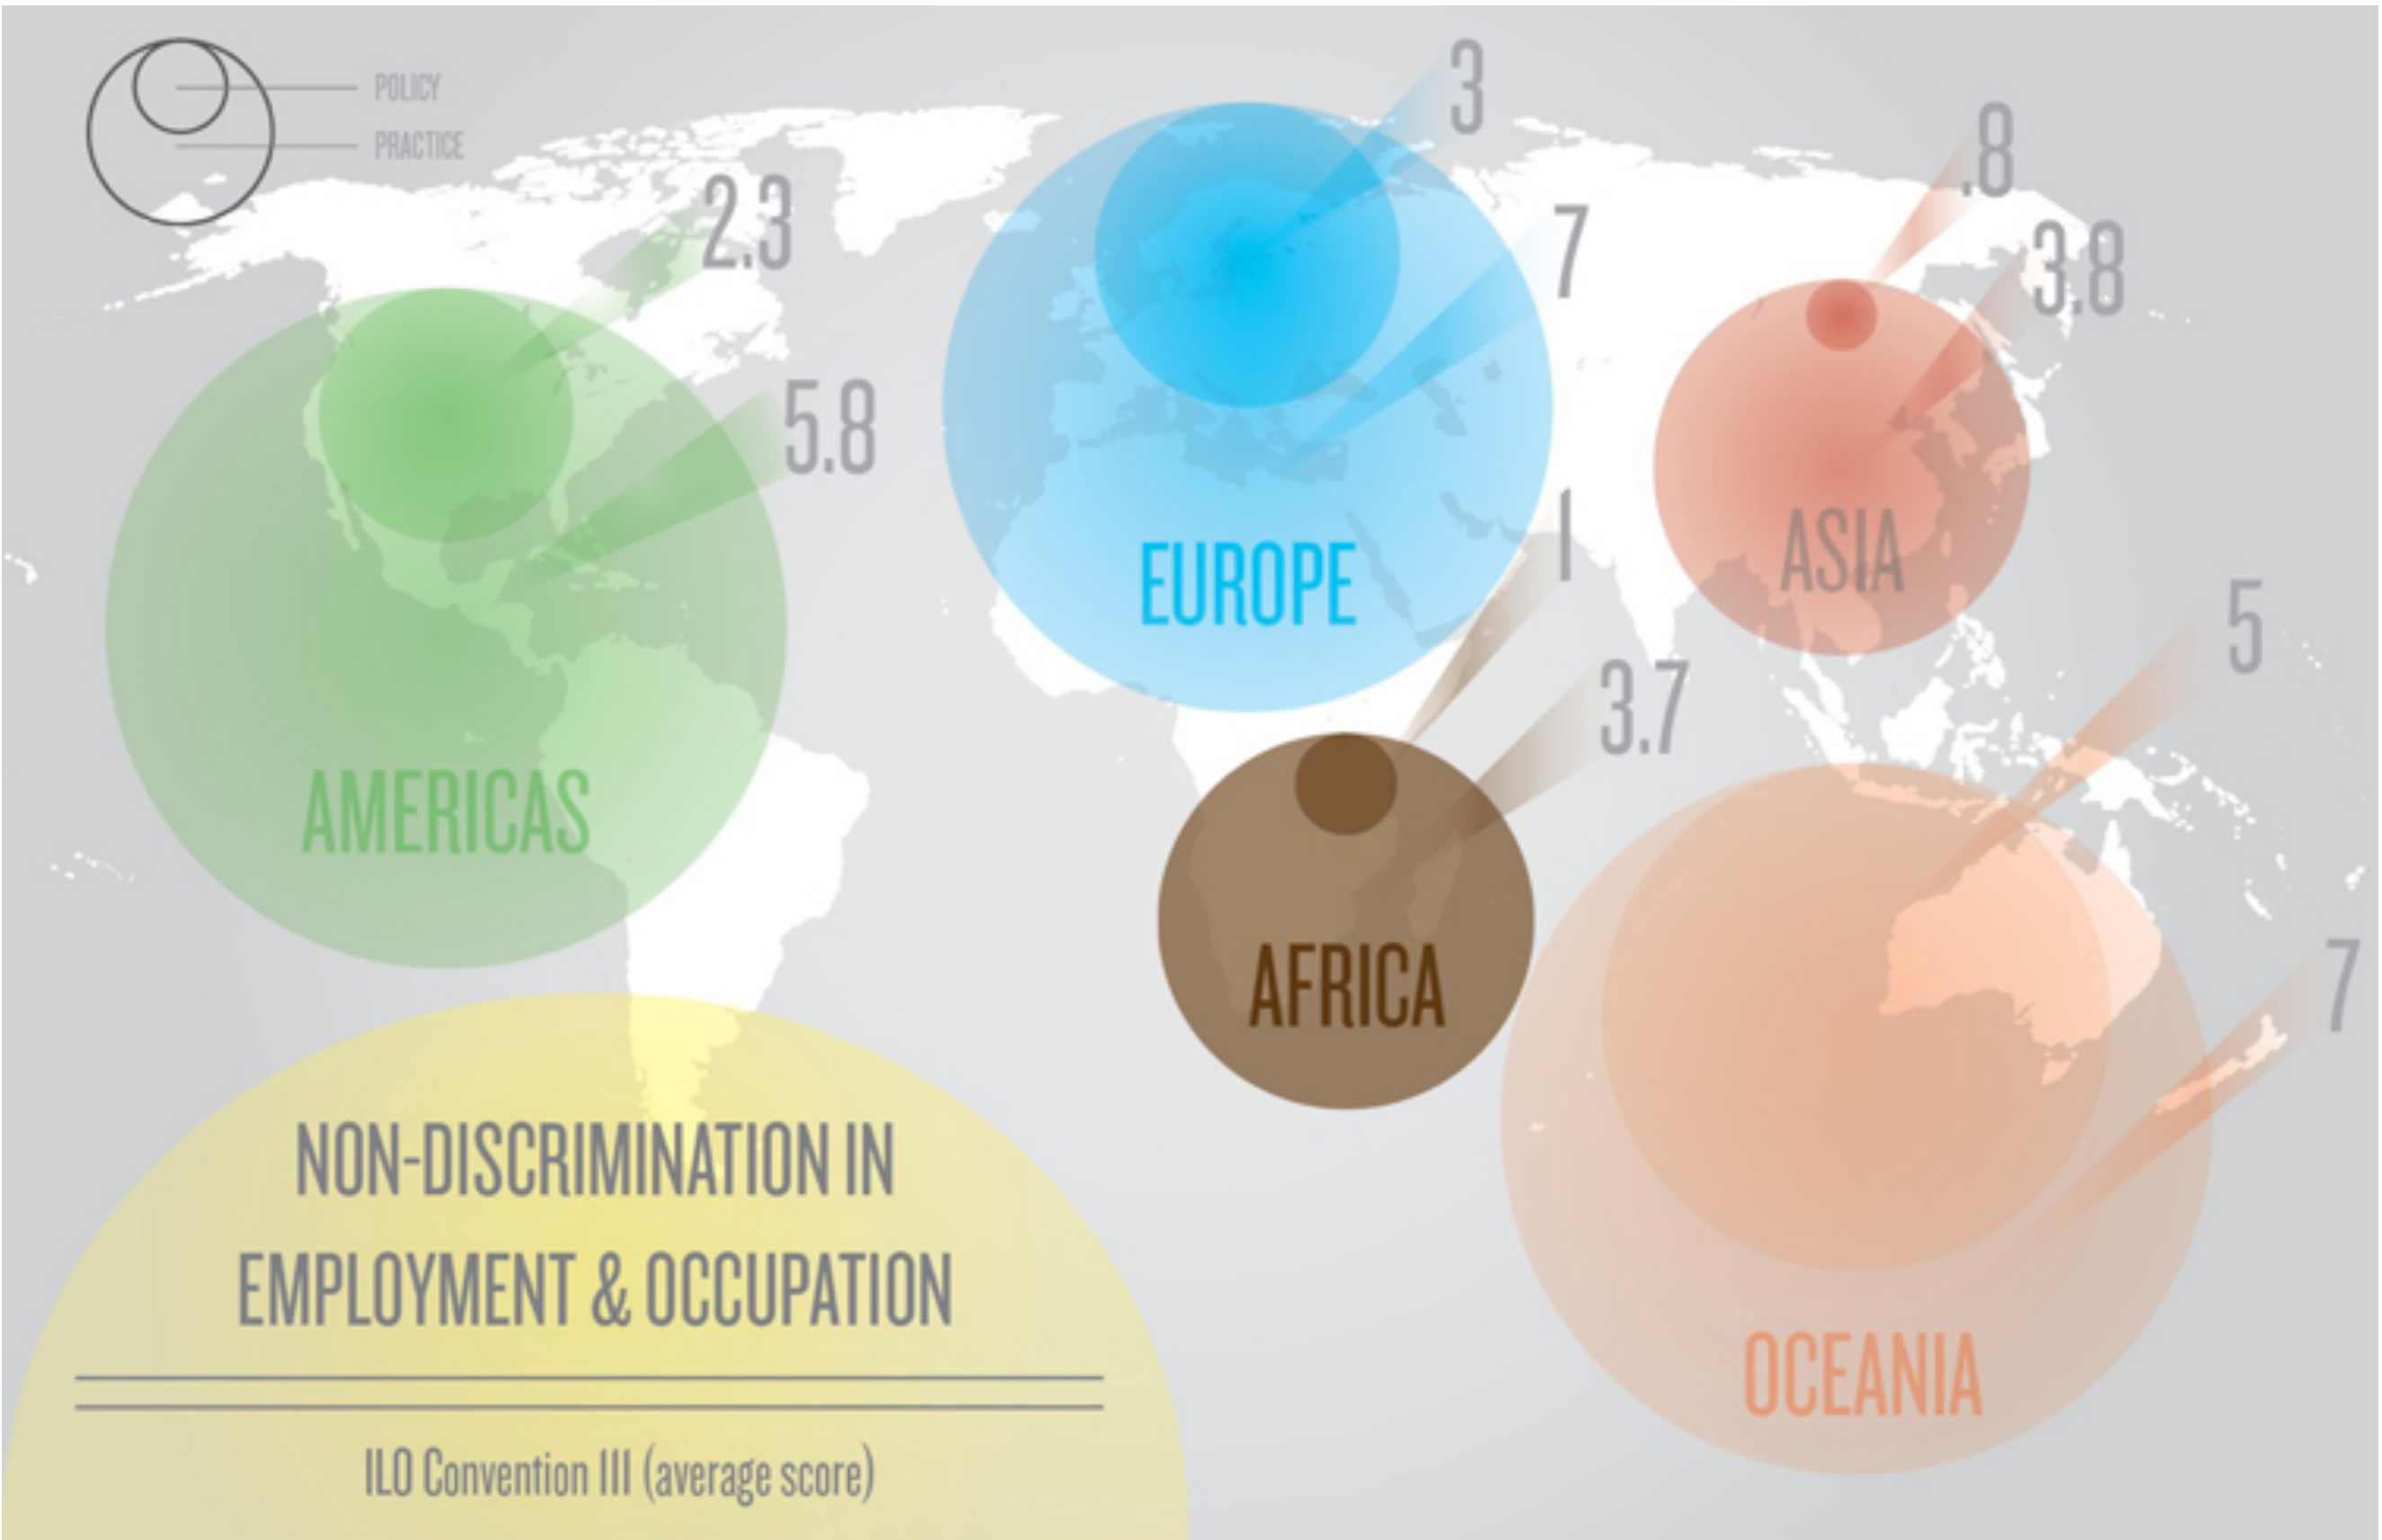 POLICY
PRACTICE
3
.8
2.3
7
3.8
5.8
1
EUROPE
ASIA
5
3.7
AMERICAS
AFRICA
7
NON-DISCRIMINATION IN
EMPLOYMENT & OCCUPATION
OCEANIA
ILO Convention 111 (average score)